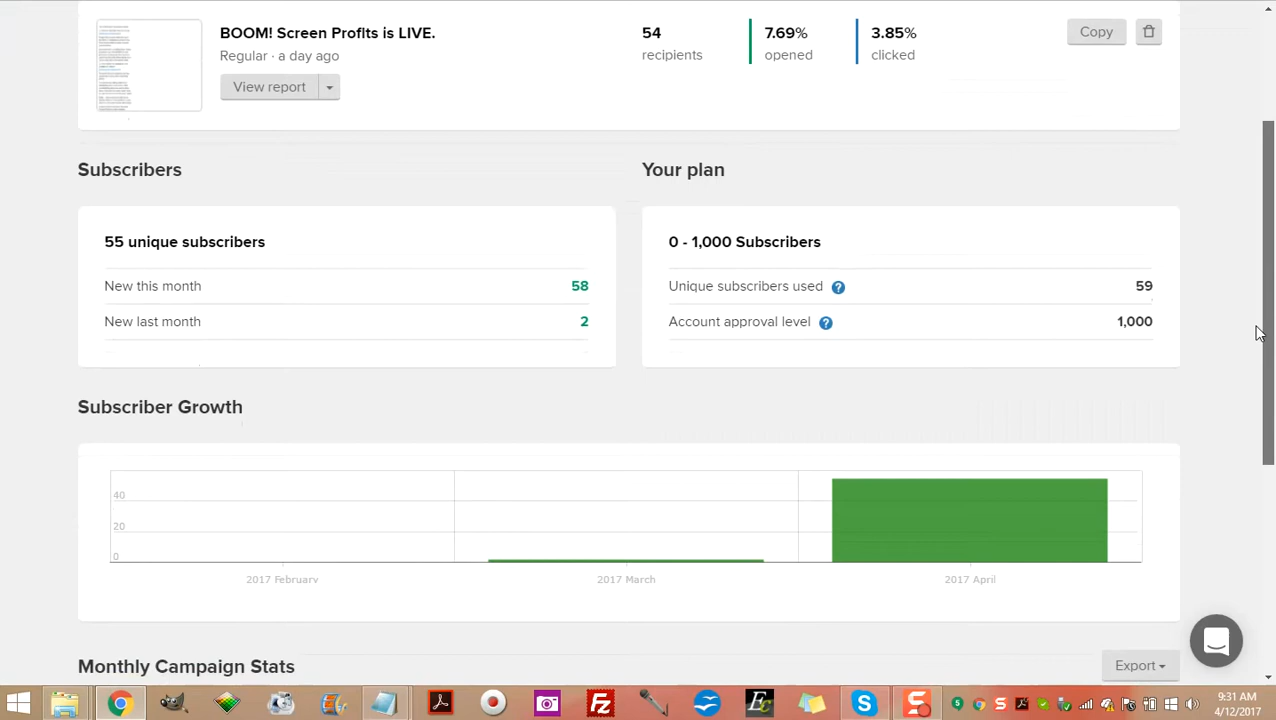 BOOM! Screen Profits is LIVE.
54
7.69%
3.85%
Copy
Regular
day ago
recipients
opened
clicked
View report
Subscribers
Your plan
55 unique subscribers
0 - 1,000 Subscribers
New this month
58
Unique subscribers used ?
59
New last month
2
Account approval level ?
1,000
Subscriber Growth
40
20
0
2017 February
2017 March
2017 April
Monthly Campaign Stats
Export
9:31 AM
4/12/2017